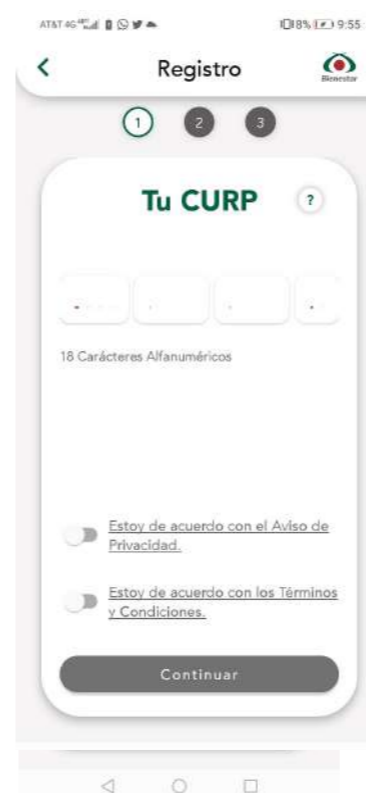 AT&T 4G 8% 9:55
Registro
Bienestar
1 2 3
Tu CURP ?
18 Carácteres Alfanuméricos
Estoy de acuerdo con el Aviso de
Privacidad.
Estoy de acuerdo con los Términos
y Condiciones.
Continuar